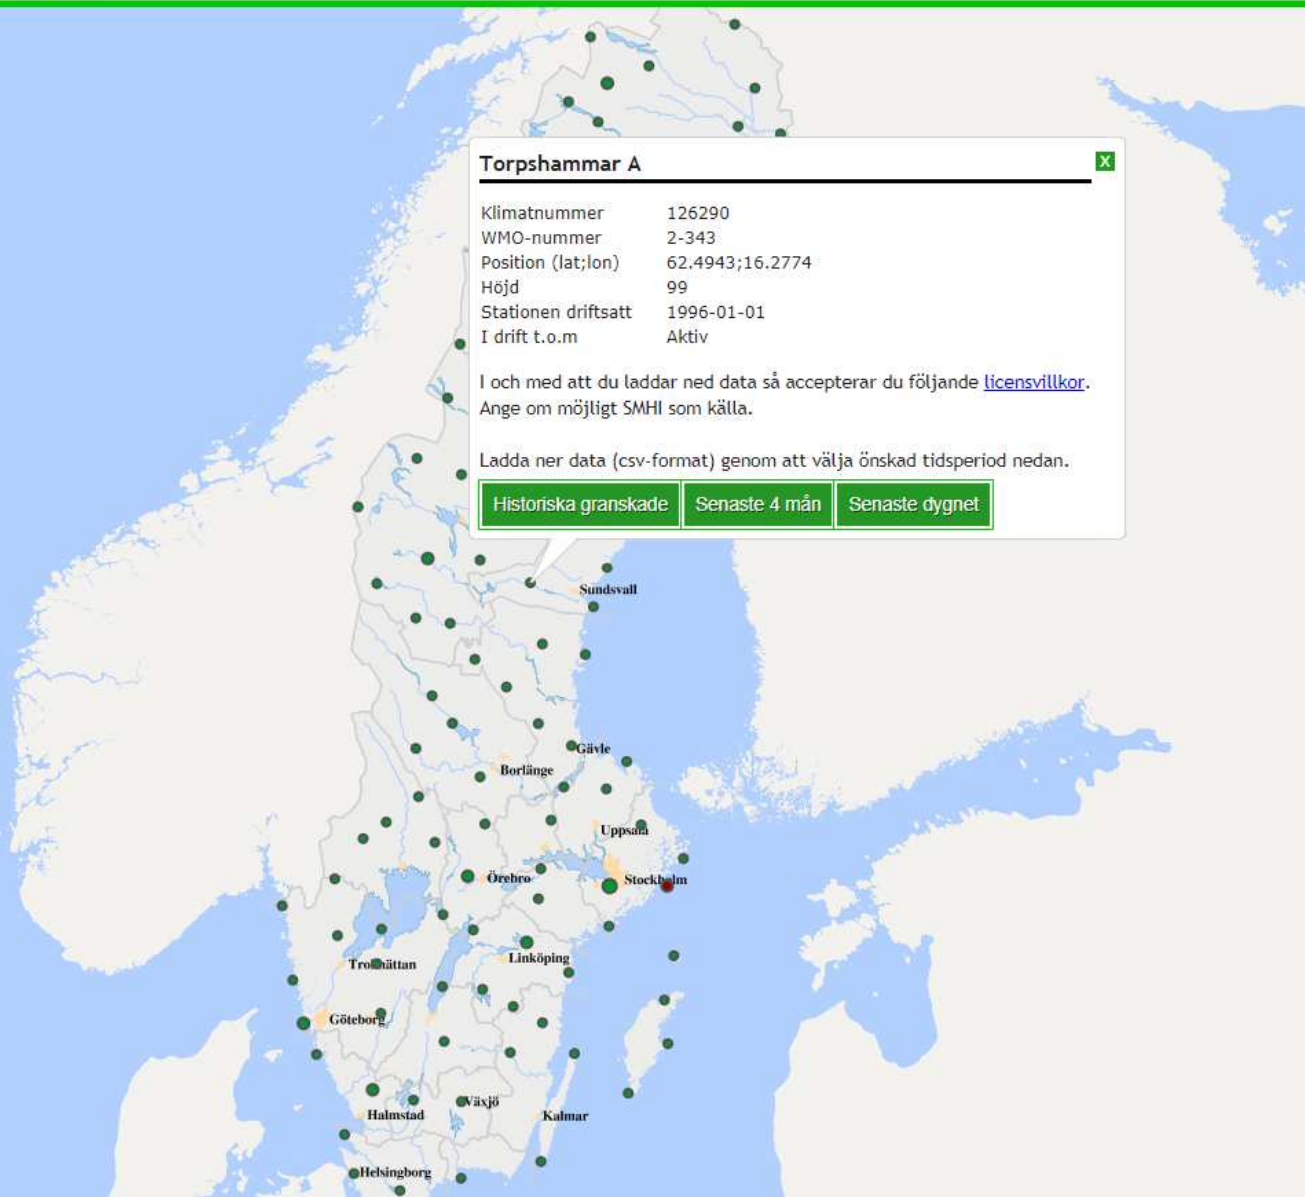 Torpshammar A
X
Klimatnummer 126290
WMO-nummer 2-343
Position (lat;lon) 62.4943;16.2774
Höjd 99
Stationen driftsatt 1996-01-01
I drift t.o.m Aktiv
I och med att du laddar ned data så accepterar du följande licensvillkor.
Ange om möjligt SMHI som källa.
Ladda ner data (csv-format) genom att välja önskad tidsperiod nedan.
Historiska granskade Senaste 4 mån Senaste dygnet
Sundsvall
Gävle
Borlänge
Uppsala
Örebro
Stockholm
Linköping
Trollhättan
Göteborg
Växjö
Halmstad
Kalmar
Helsingborg